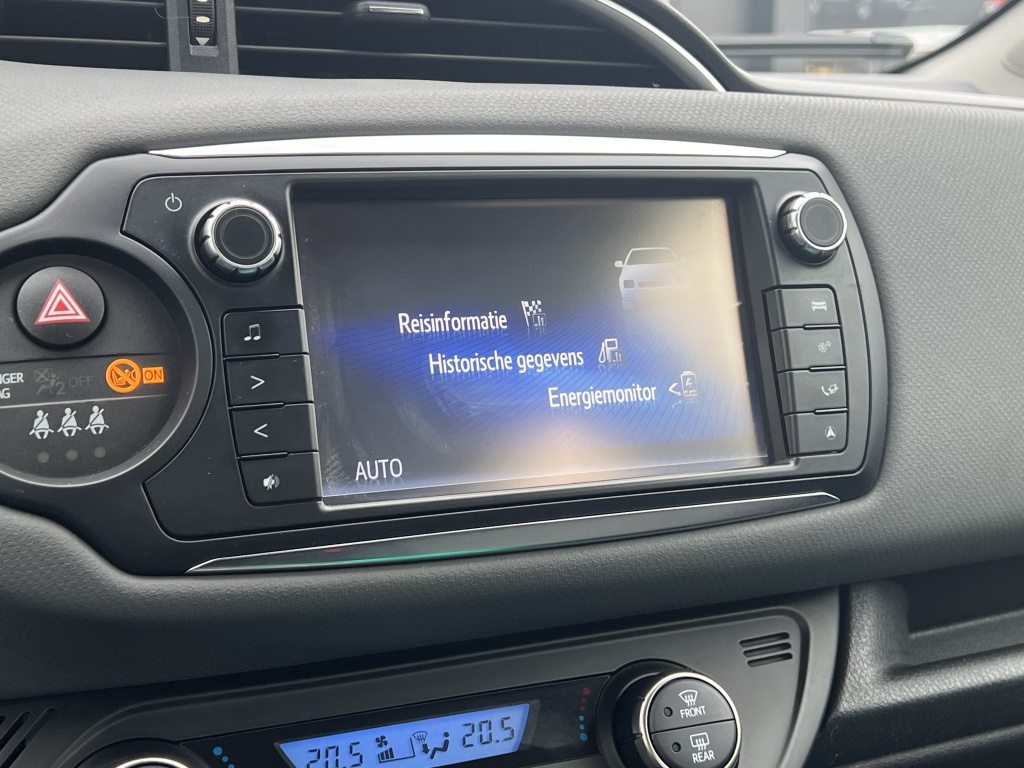 Reisinformatie
Historische gegevens
Energiemonitor
AUTO
OFF
ON
20.5
20.5
FRONT
REAR